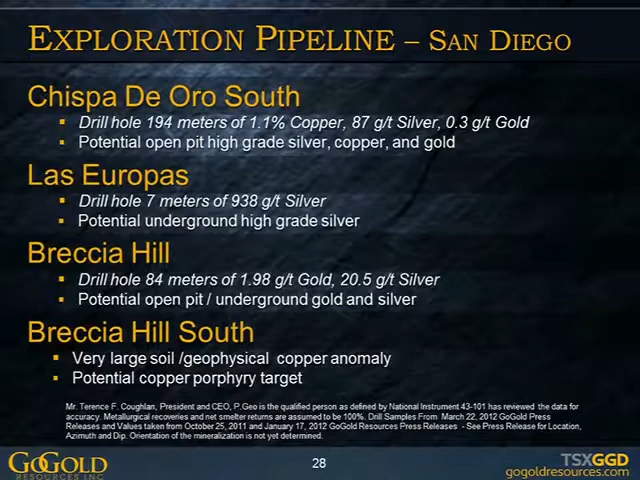 EXPLORATION PIPELINE – SAN DIEGO
Chispa De Oro South
▪ Drill hole 194 meters of 1.1% Copper, 87 g/t Silver, 0.3 g/t Gold
▪ Potential open pit high grade silver, copper, and gold
Las Europas
▪ Drill hole 7 meters of 938 g/t Silver
▪ Potential underground high grade silver
Breccia Hill
▪ Drill hole 84 meters of 1.98 g/t Gold, 20.5 g/t Silver
▪ Potential open pit / underground gold and silver
Breccia Hill South
▪ Very large soil /geophysical copper anomaly
▪ Potential copper porphyry target
Mr. Terence F. Coughlan, President and CEO, P.Geo is the qualified person as defined by National Instrument 43-101 has reviewed the data for
accuracy. Metallurgical recoveries and net smelter returns are assumed to be 100%. Drill Samples From March 22, 2012 GoGold Press
Releases and Values taken from October 25, 2011 and January 17, 2012 GoGold Resources Press Releases - See Press Release for Location,
Azimuth and Dip. Orientation of the mineralization is not yet determined.
GOGOLD
RESOURCES INC
28
TSXGGD
gogoldresources.com